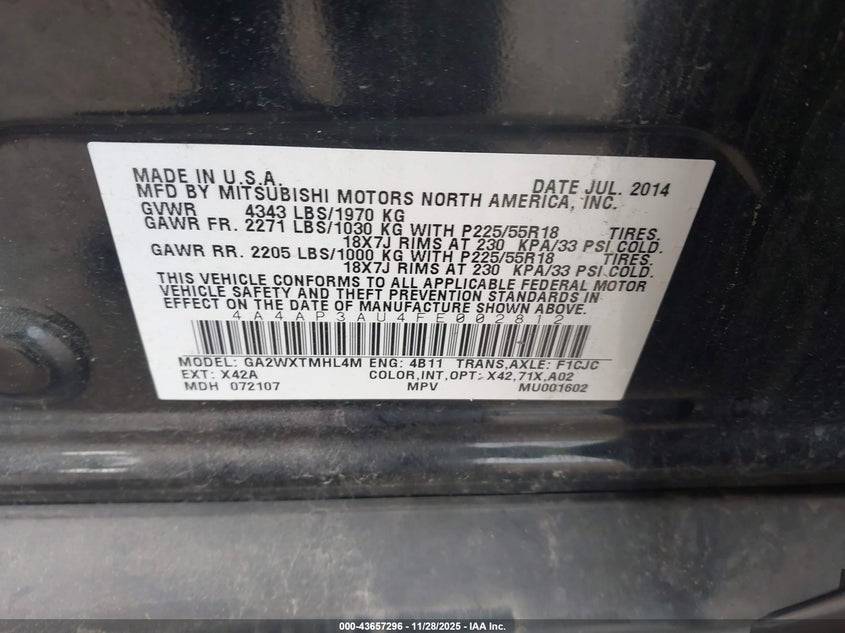 MADE IN U.S.A. DATE JUL. 2014
MFD BY MITSUBISHI MOTORS NORTH AMERICA, INC.
GVWR 4343 LBS/1970 KG
GAWR FR. 2271 LBS/1030 KG WITH P225/55R18 TIRES.
18X7J RIMS AT 230 KPA/33 PSI COLD.
GAWR RR. 2205 LBS/1000 KG WITH P225/55R18 TIRES.
18X7J RIMS AT 230 KPA/33 PSI COLD.
THIS VEHICLE CONFORMS TO ALL APPLICABLE FEDERAL MOTOR
VEHICLE SAFETY AND THEFT PREVENTION STANDARDS IN
EFFECT ON THE DATE OF MANUFACTURE SHOWN ABOVE.
4A4AP3AU4FE002812
MODEL: GA2WXTMHL4M ENG: 4B11 TRANS,AXLE: F1CJC
EXT: X42A COLOR,INT,OPT: X42,71X,A02
MDH 072107 MPV MU001602
000-43657296 - 11/28/2025 - IAA Inc.